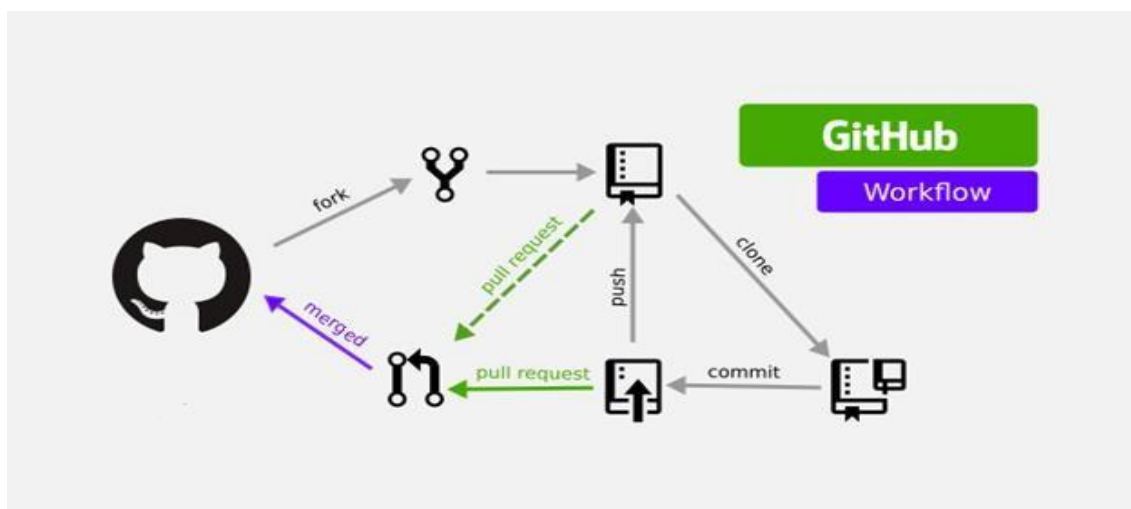 GitHub
Workflow
fork
pull request
clone
push
merged
pull request
commit